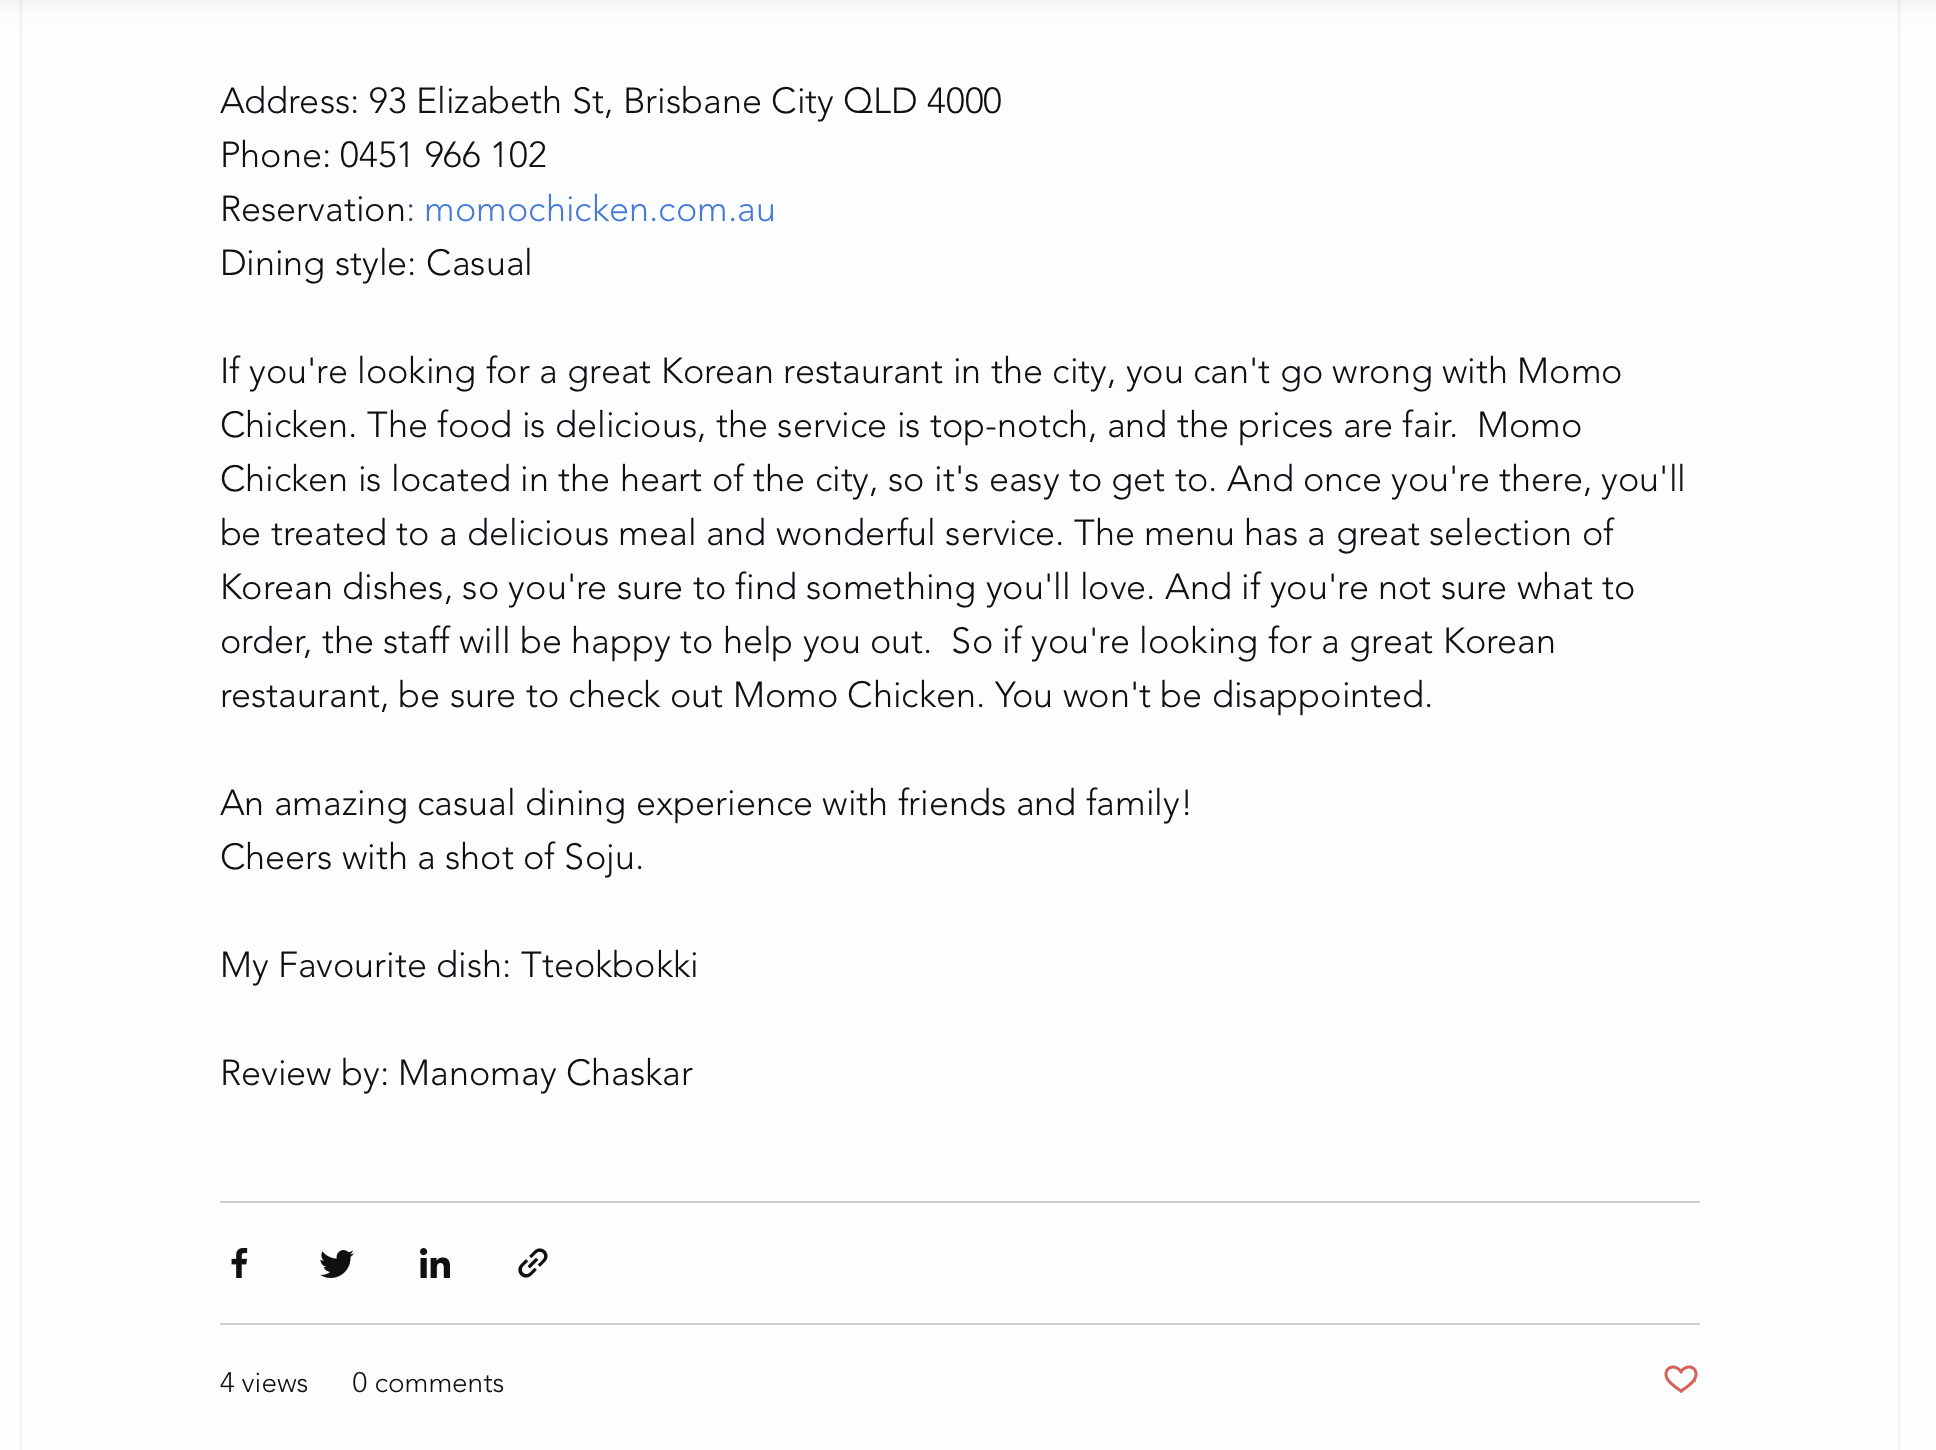 Address: 93 Elizabeth St, Brisbane City QLD 4000
Phone: 0451 966 102
Reservation: momochicken.com.au
Dining style: Casual
If you're looking for a great Korean restaurant in the city, you can't go wrong with Momo
Chicken. The food is delicious, the service is top-notch, and the prices are fair.  Momo
Chicken is located in the heart of the city, so it's easy to get to. And once you're there, you'll
be treated to a delicious meal and wonderful service. The menu has a great selection of
Korean dishes, so you're sure to find something you'll love. And if you're not sure what to
order, the staff will be happy to help you out.  So if you're looking for a great Korean
restaurant, be sure to check out Momo Chicken. You won't be disappointed.
An amazing casual dining experience with friends and family!
Cheers with a shot of Soju.
My Favourite dish: Tteokbokki
Review by: Manomay Chaskar
4 views 0 comments